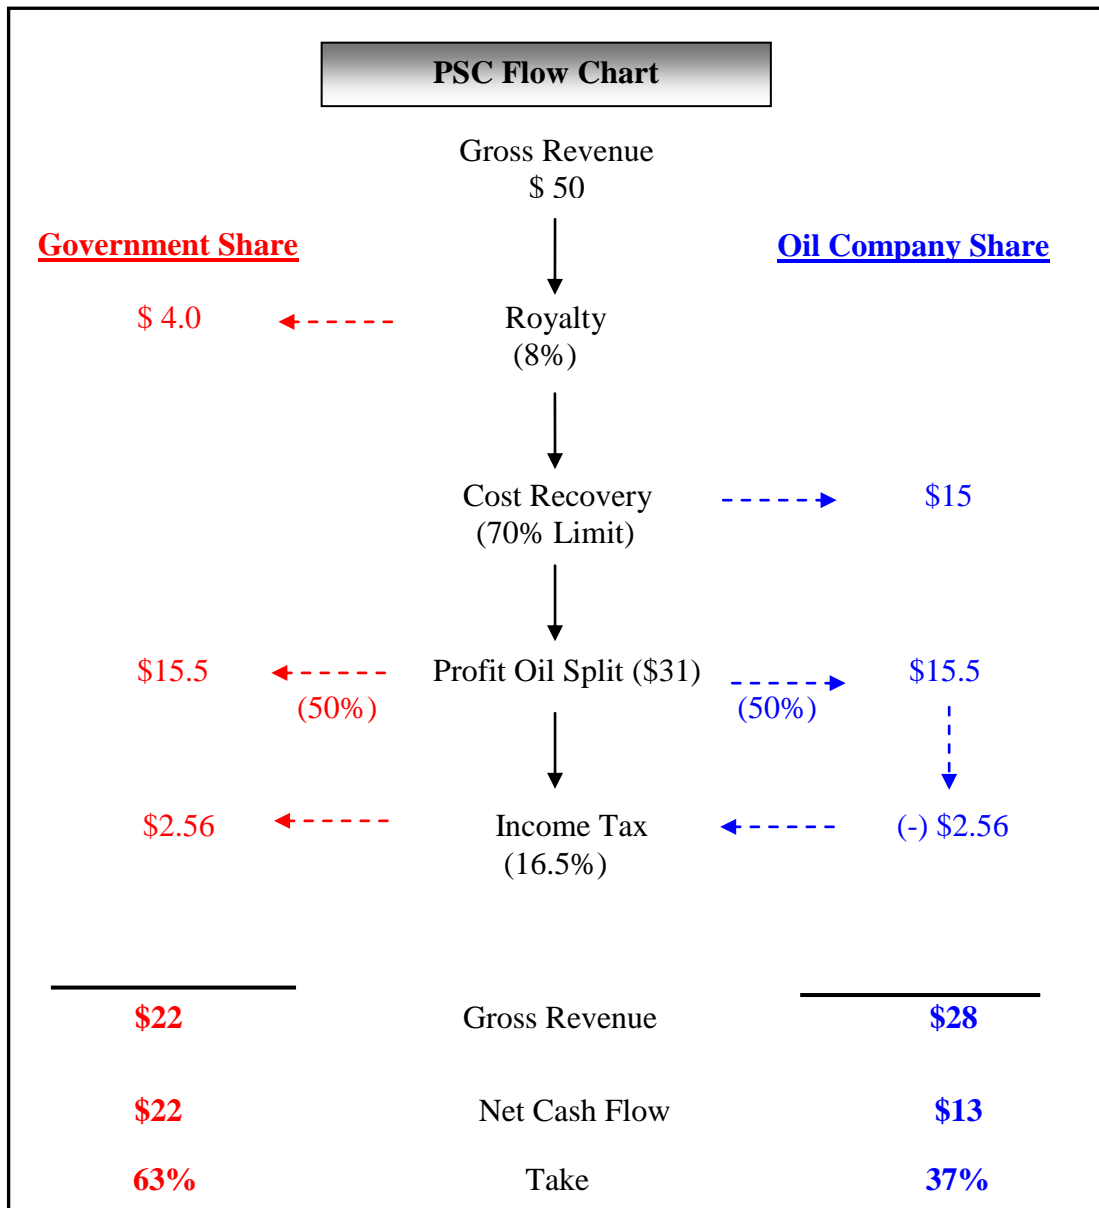 PSC Flow Chart
Gross Revenue
$ 50
Government Share
Oil Company Share
$ 4.0
Royalty
(8%)
Cost Recovery
$15
(70% Limit)
$15.5
Profit Oil Split ($31)
$15.5
(50%)
(50%)
$2.56
Income Tax
(-) $2.56
(16.5%)
$22
Gross Revenue
$28
$22
Net Cash Flow
$13
63%
Take
37%